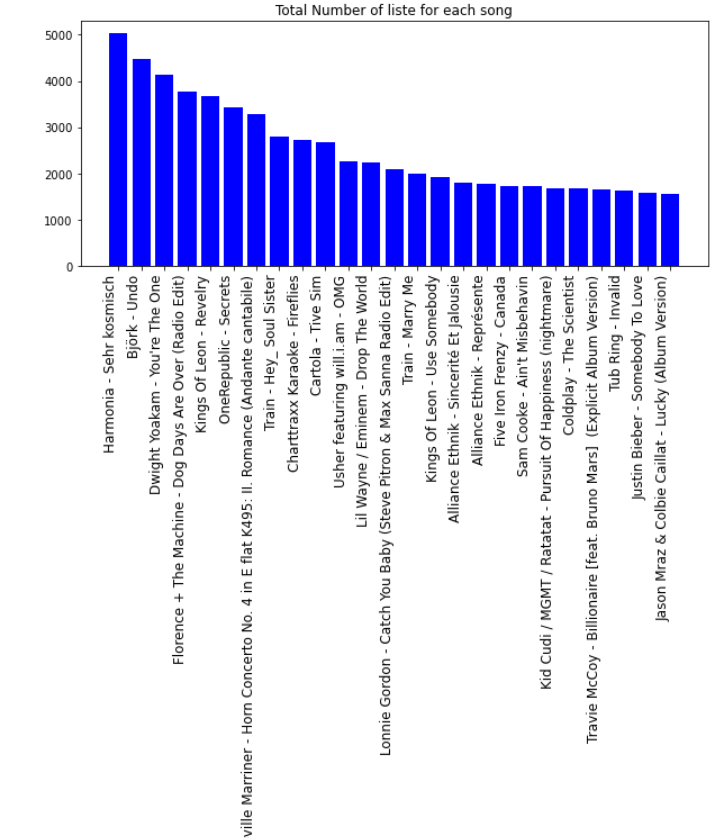 Total Number of liste for each song
5000
4000
3000
2000
1000
0
Harmonia - Sehr kosmisch
Björk - Undo
Dwight Yoakam - You're The One
Florence + The Machine - Dog Days Are Over (Radio Edit)
Kings Of Leon - Revelry
OneRepublic - Secrets
ville Marriner - Horn Concerto No. 4 in E flat K495: II. Romance (Andante cantabile)
Train - Hey_ Soul Sister
Charttraxx Karaoke - Fireflies
Cartola - Tive Sim
Usher featuring will.i.am - OMG
Lil Wayne / Eminem - Drop The World
Lonnie Gordon - Catch You Baby (Steve Pitron & Max Sanna Radio Edit)
Train - Marry Me
Kings Of Leon - Use Somebody
Alliance Ethnik - Sincerité Et Jalousie
Alliance Ethnik - Représente
Five Iron Frenzy - Canada
Sam Cooke - Ain't Misbehavin
Kid Cudi / MGMT / Ratatat - Pursuit Of Happiness (nightmare)
Coldplay - The Scientist
Travie McCoy - Billionaire [feat. Bruno Mars]  (Explicit Album Version)
Tub Ring - Invalid
Justin Bieber - Somebody To Love
Jason Mraz & Colbie Caillat - Lucky (Album Version)